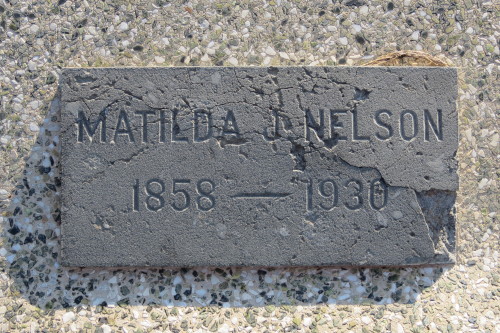 MATILDA J. NELSON
1858 — 1930